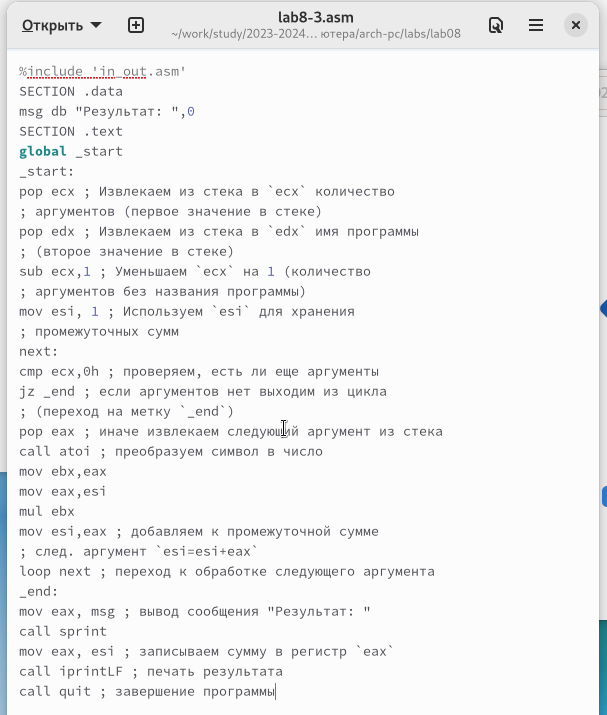 Открыть
lab8-3.asm
~/work/study/2023-2024… ютера/arch-pc/labs/lab08
%include 'in_out.asm'
SECTION .data
msg db "Результат: ",0
SECTION .text
global _start
_start:
pop ecx ; Извлекаем из стека в `ecx` количество
; аргументов (первое значение в стеке)
pop edx ; Извлекаем из стека в `edx` имя программы
; (второе значение в стеке)
sub ecx,1 ; Уменьшаем `ecx` на 1 (количество
; аргументов без названия программы)
mov esi, 1 ; Используем `esi` для хранения
; промежуточных сумм
next:
cmp ecx,0h ; проверяем, есть ли еще аргументы
jz _end ; если аргументов нет выходим из цикла
; (переход на метку `_end`)
pop eax ; иначе извлекаем следующий аргумент из стека
call atoi ; преобразуем символ в число
mov ebx,eax
mov eax,esi
mul ebx
mov esi,eax ; добавляем к промежуточной сумме
; след. аргумент `esi=esi+eax`
loop next ; переход к обработке следующего аргумента
_end:
mov eax, msg ; вывод сообщения "Результат: "
call sprint
mov eax, esi ; записываем сумму в регистр `eax`
call iprintLF ; печать результата
call quit ; завершение программы